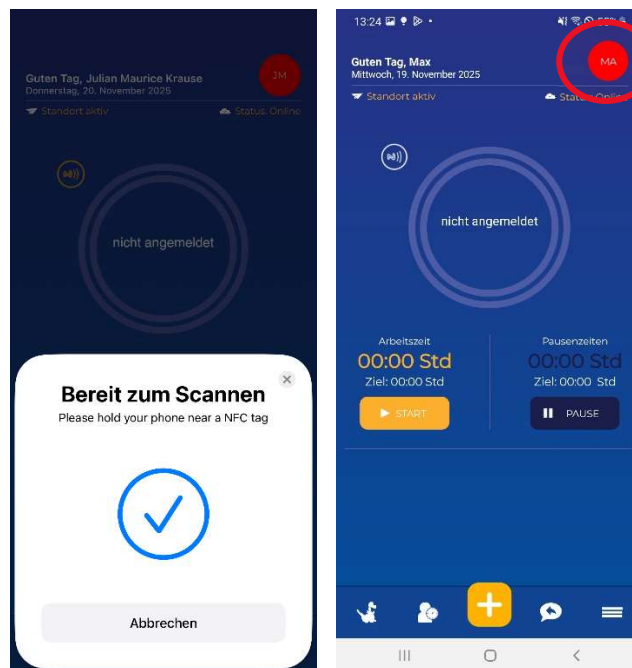 Guten Tag, Julian Maurice Krause
Donnerstag, 20. November 2025
JM
Standort aktiv
Status: Online
nicht angemeldet
Bereit zum Scannen
Please hold your phone near a NFC tag
Abbrechen
13:24
Guten Tag, Max
Mittwoch, 19. November 2025
MA
Standort aktiv
Status: Online
nicht angemeldet
Arbeitszeit
00:00 Std
Ziel: 00:00 Std
START
Pausenzeiten
00:00 Std
Ziel: 00:00 Std
PAUSE